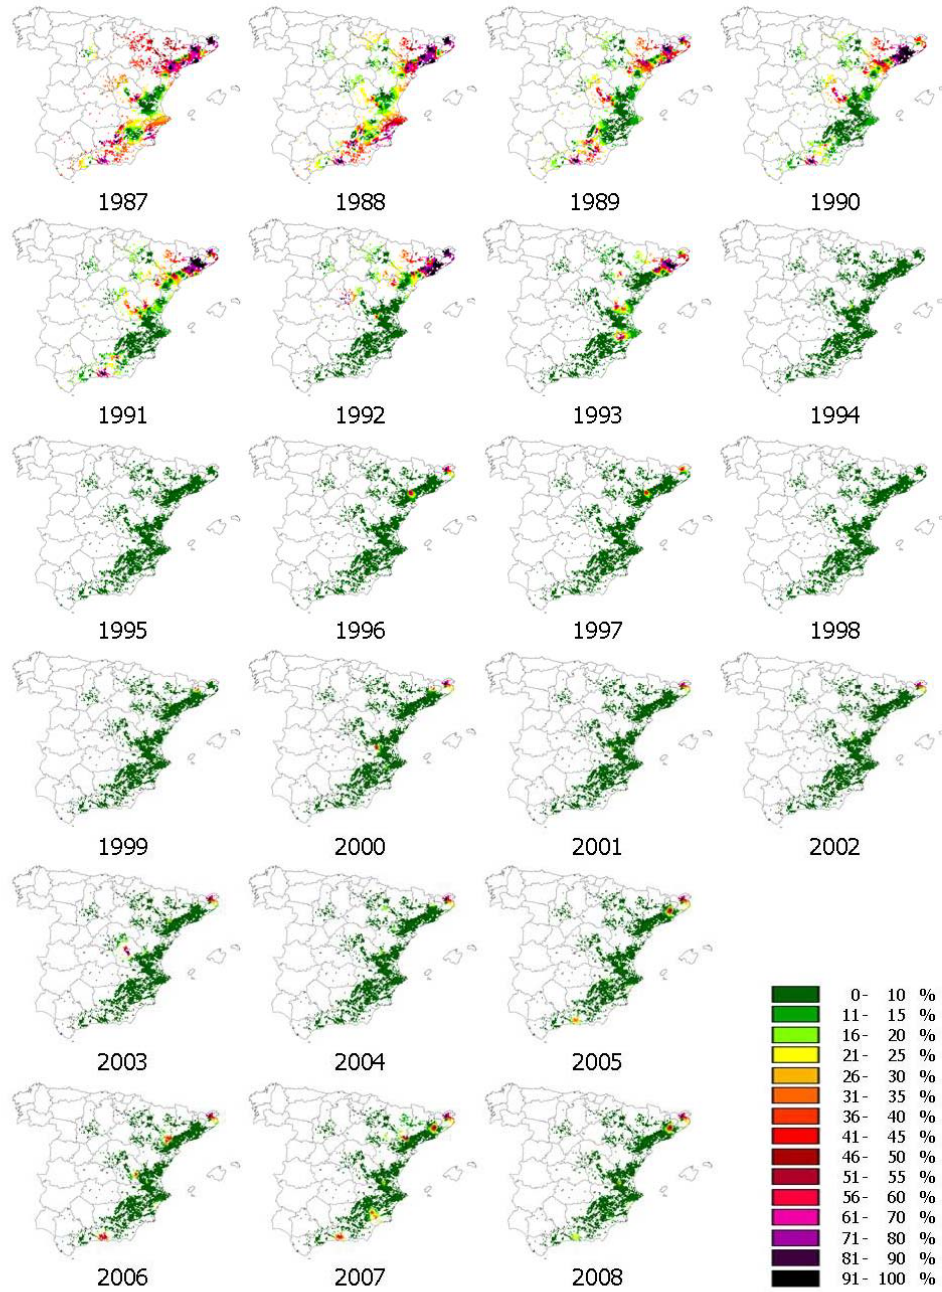 1987 1988 1989 1990
1991 1992 1993 1994
1995 1996 1997 1998
1999 2000 2001 2002
2003 2004 2005
0- 10 %
11- 15 %
16- 20 %
21- 25 %
26- 30 %
31- 35 %
36- 40 %
41- 45 %
46- 50 %
51- 55 %
56- 60 %
61- 70 %
71- 80 %
81- 90 %
91- 100 %
2006 2007 2008